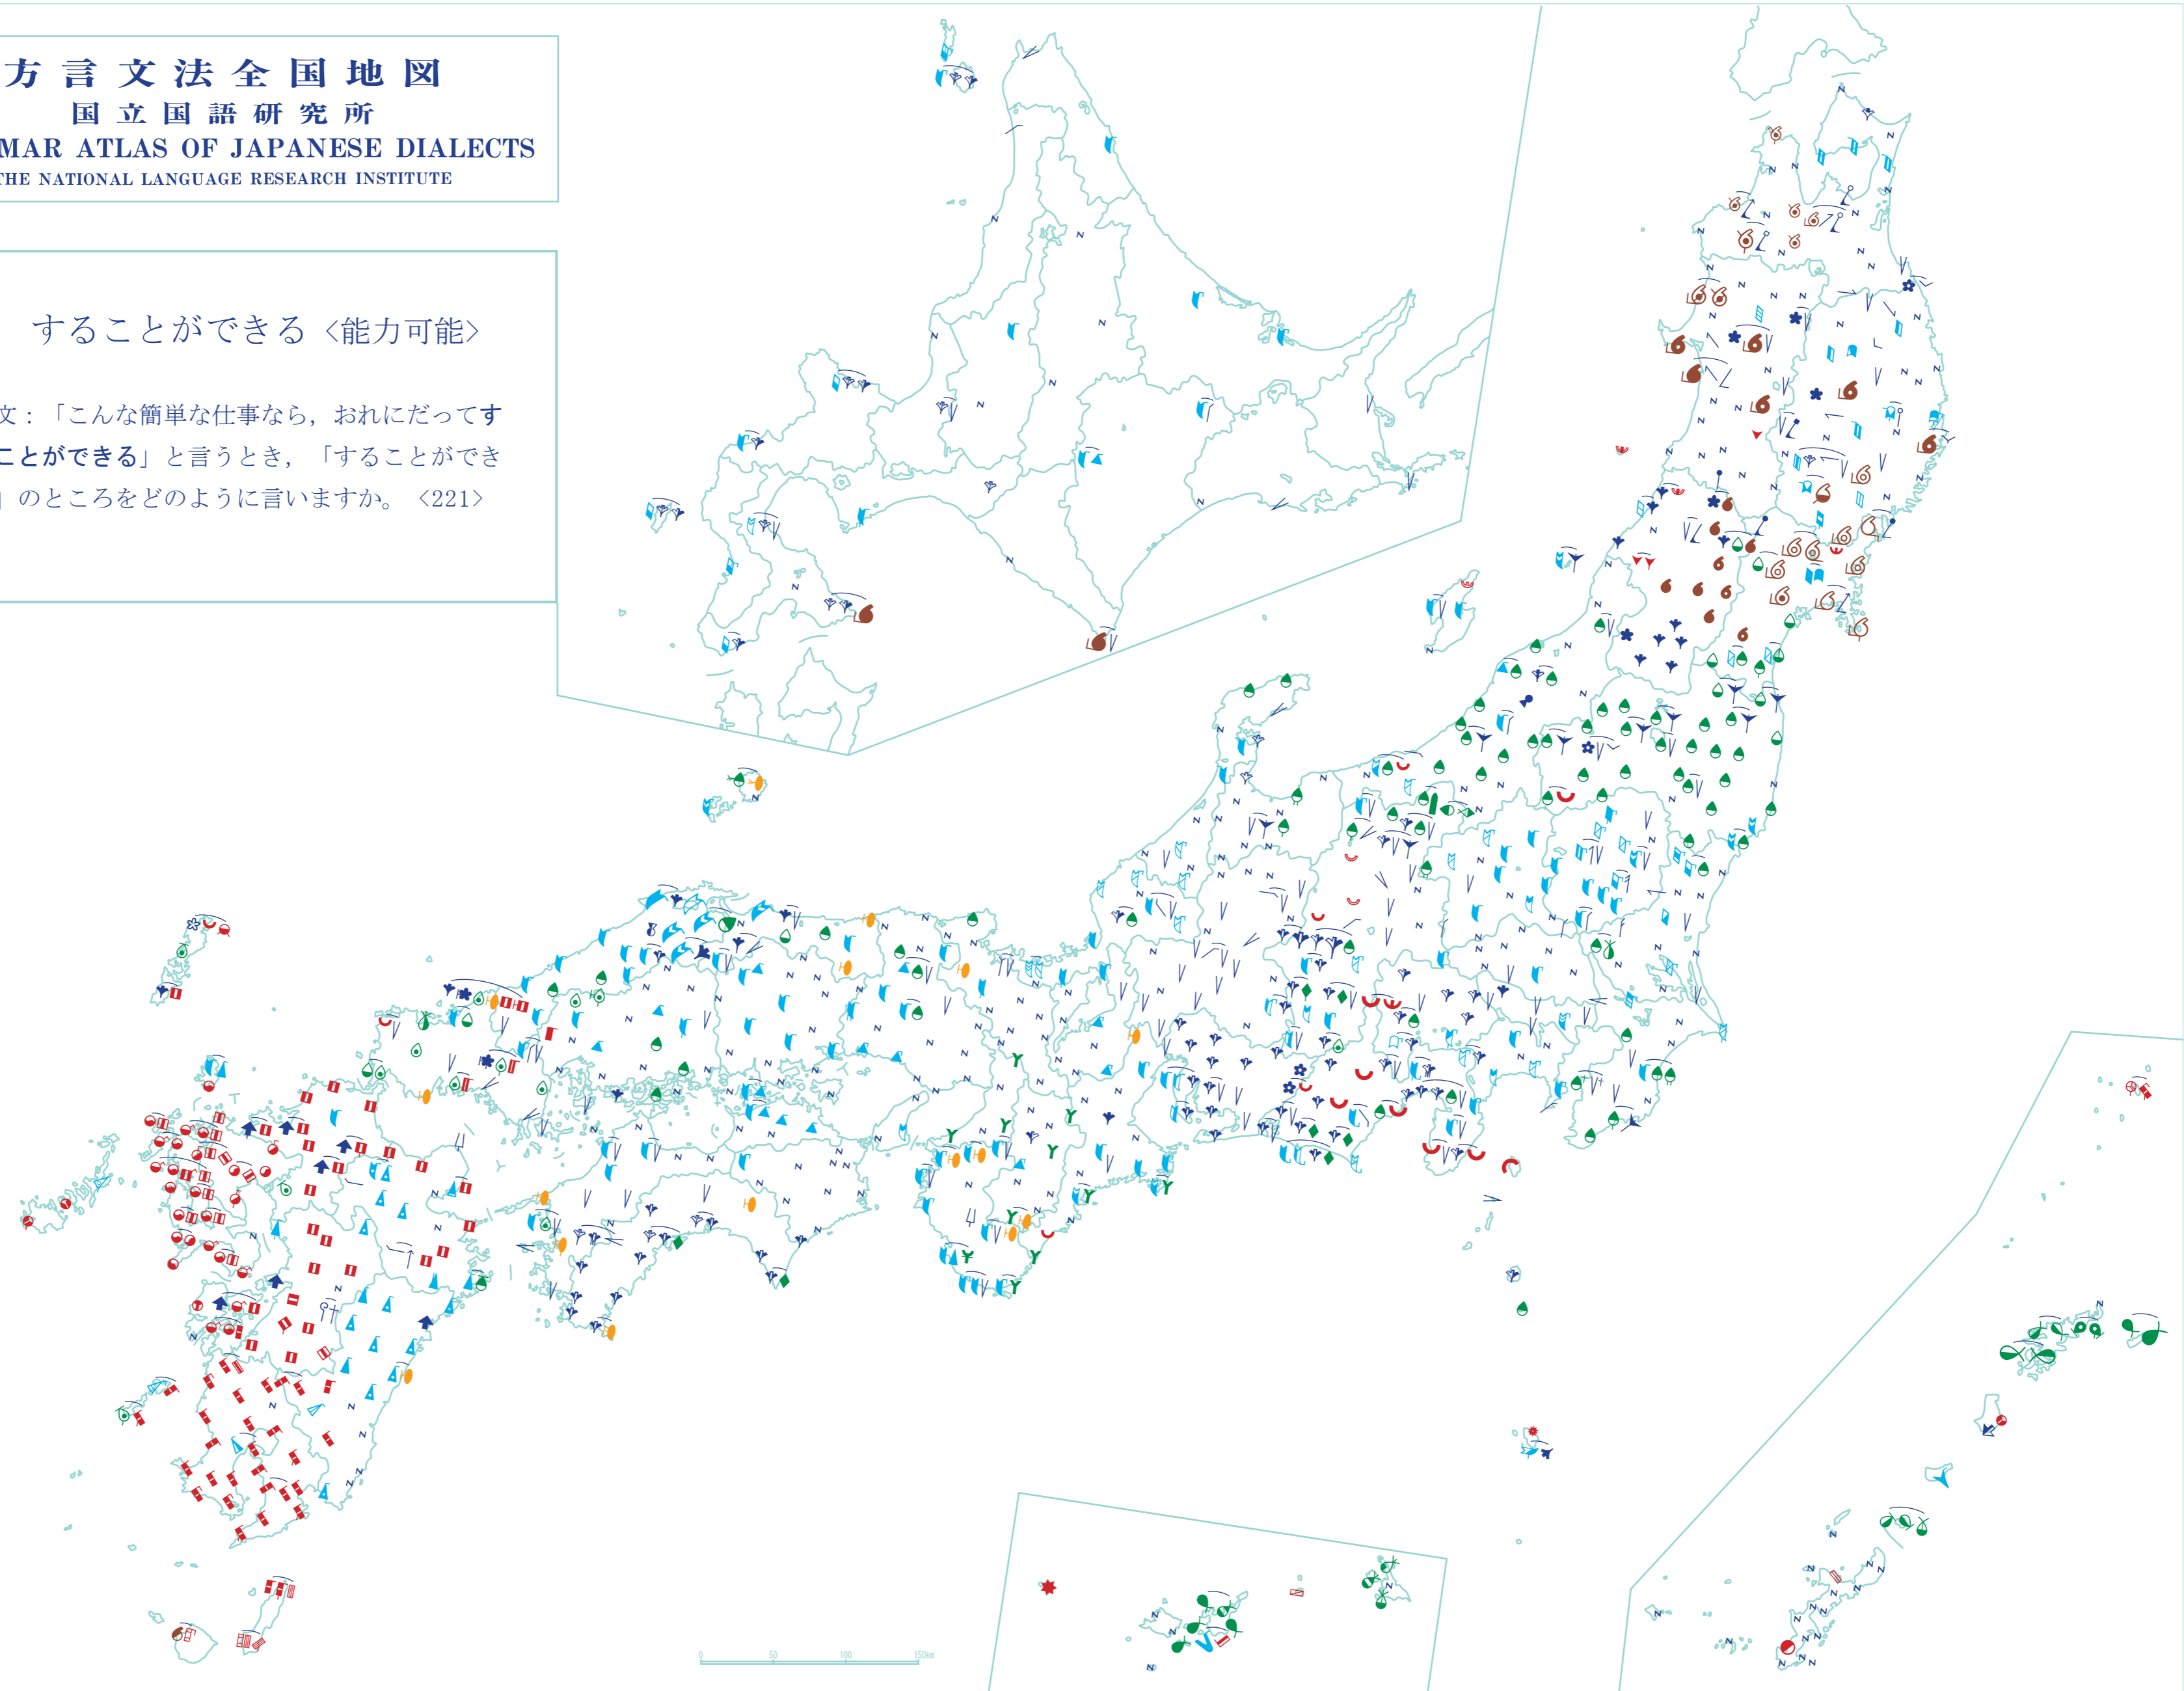 方言文法全国地図
国立国語研究所
MAR ATLAS OF JAPANESE DIALECTS
THE NATIONAL LANGUAGE RESEARCH INSTITUTE
することができる〈能力可能〉
文：「こんな簡単な仕事なら，おれにだってす
ことができる」と言うとき，「することができ
」のところをどのように言いますか。〈221〉
0 50 100 150km